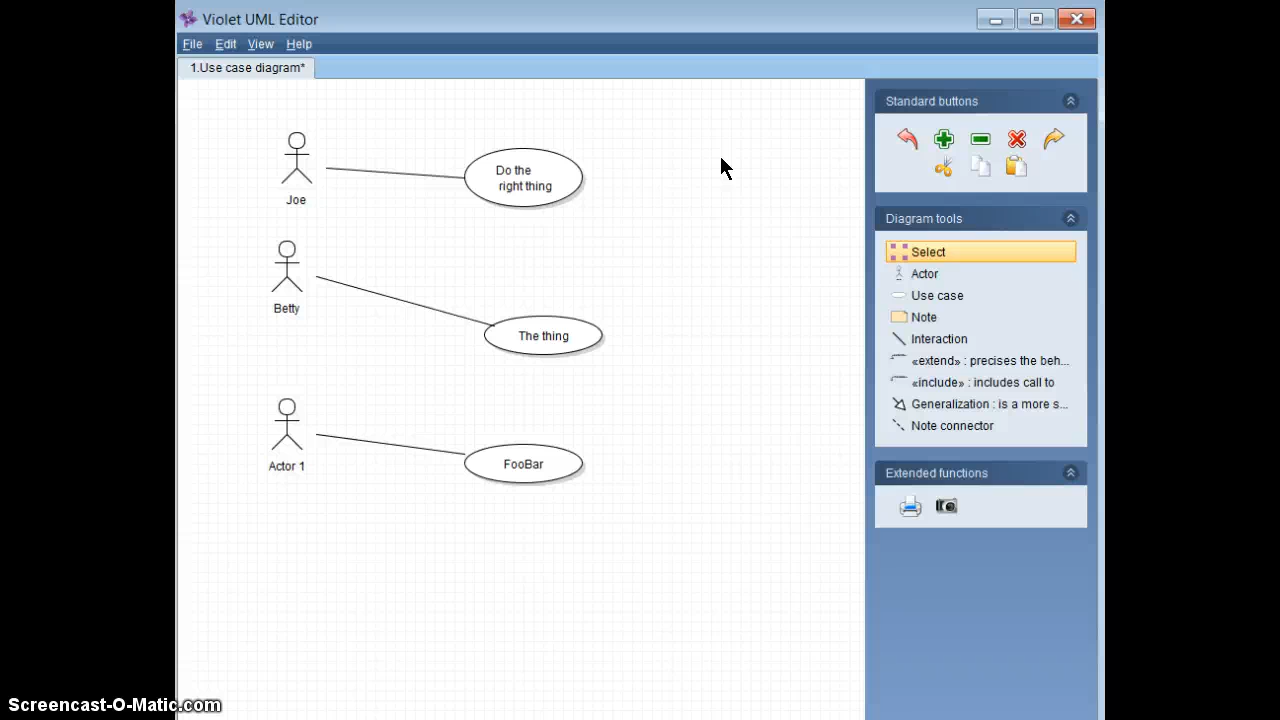 Violet UML Editor
File Edit View Help
1.Use case diagram*
Joe
Do the
right thing
Betty
The thing
Actor 1
FooBar
Standard buttons
Diagram tools
Select
Actor
Use case
Note
Interaction
«extend» : precises the beh...
«include» : includes call to
Generalization : is a more s...
Note connector
Extended functions
Screencast-O-Matic.com